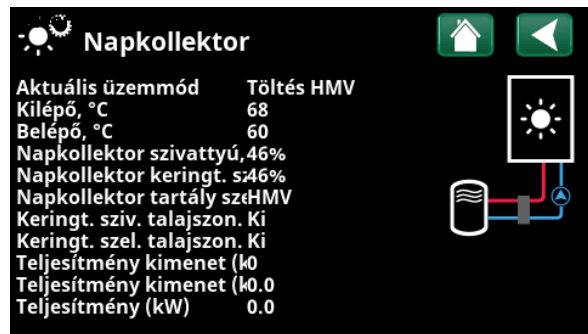 Napkollektor
Aktuális üzemmód Töltés HMV
Kilépő, °C 68
Belépő, °C 60
Napkollektor szivattyú, 46%
Napkollektor keringt. 46%
Napkollektor tartály HMV
Keringt. sziv. talajszon. Ki
Keringt. szel. talajszon. Ki
Teljesítmény kimenet 0
Teljesítmény kimenet 0.0
Teljesítmény (kW) 0.0